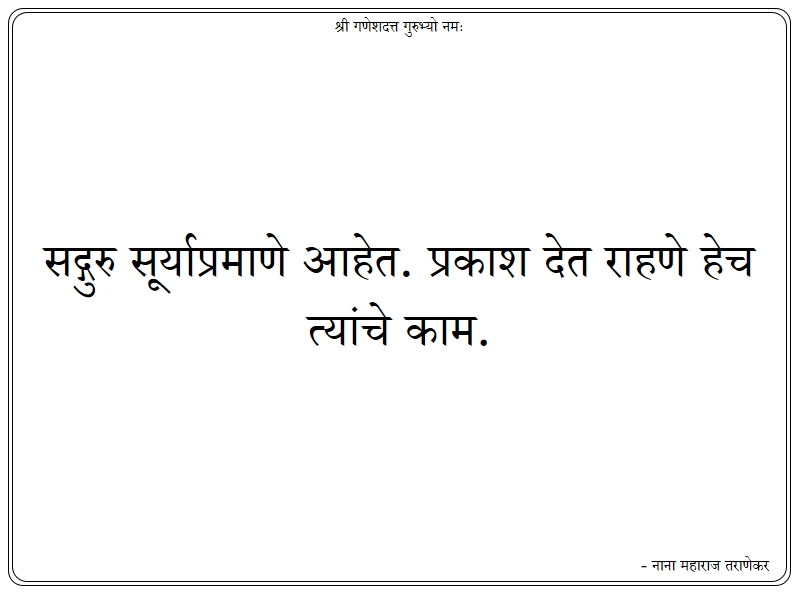 श्री गणेशदत्त गुरुभ्यो नमः
सद्गुरु सूर्याप्रमाणे आहेत. प्रकाश देत राहणे हेच
त्यांचे काम.
- नाना महाराज तराणेकर